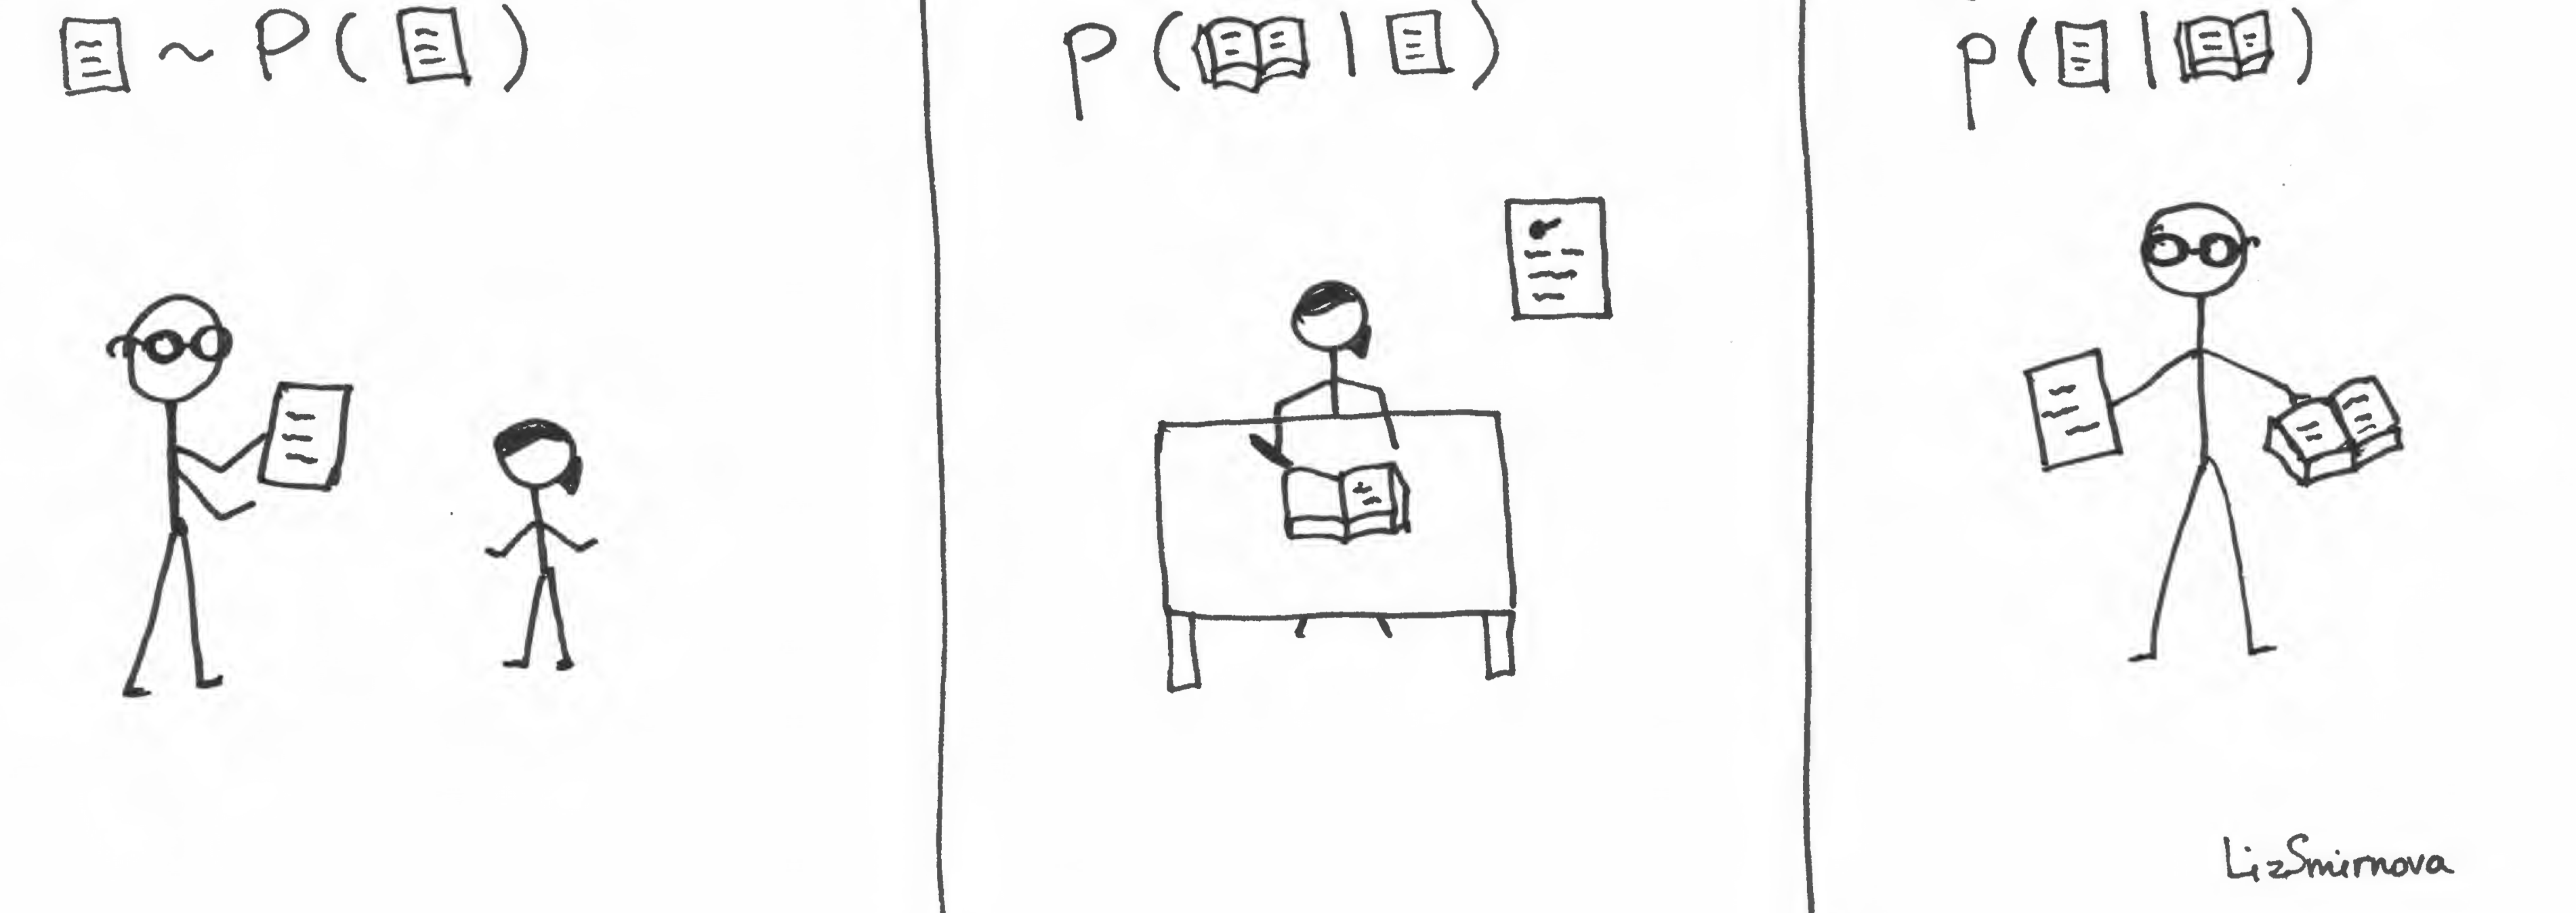 ~ P ( )
P ( | )
P ( | )
LizSmirnova